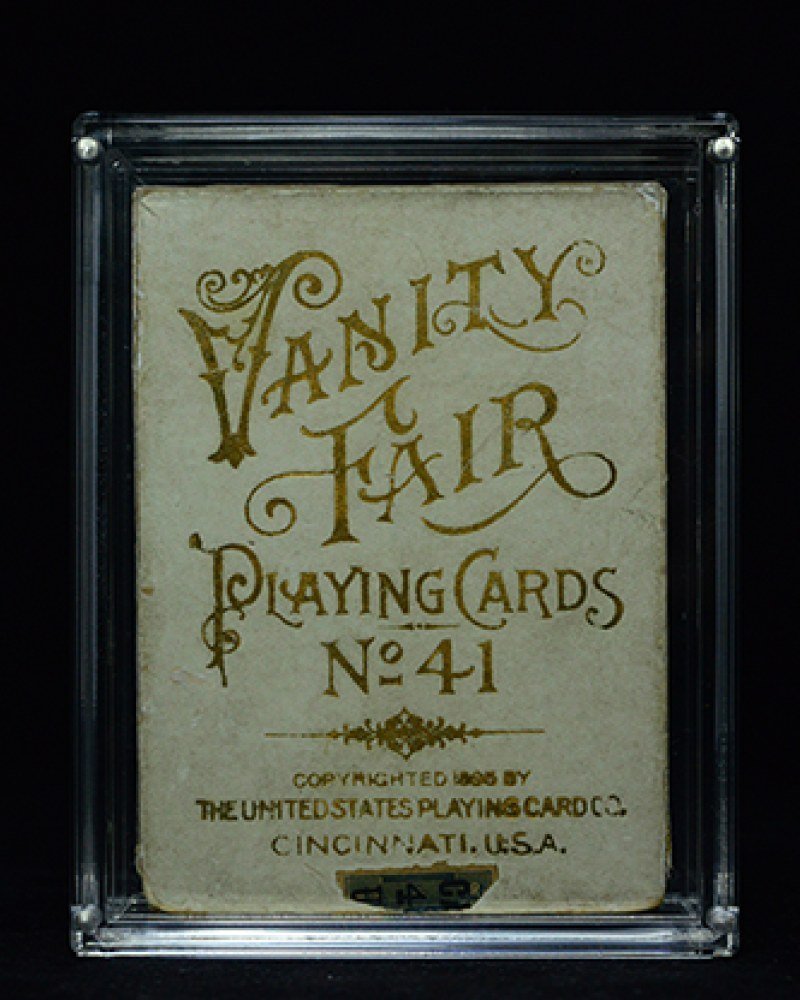 VANITY
FAIR
PLAYING CARDS
Nº 41
COPYRIGHTED 1895 BY
THE UNITED STATES PLAYING CARD CO.
CINCINNATI. U.S.A.